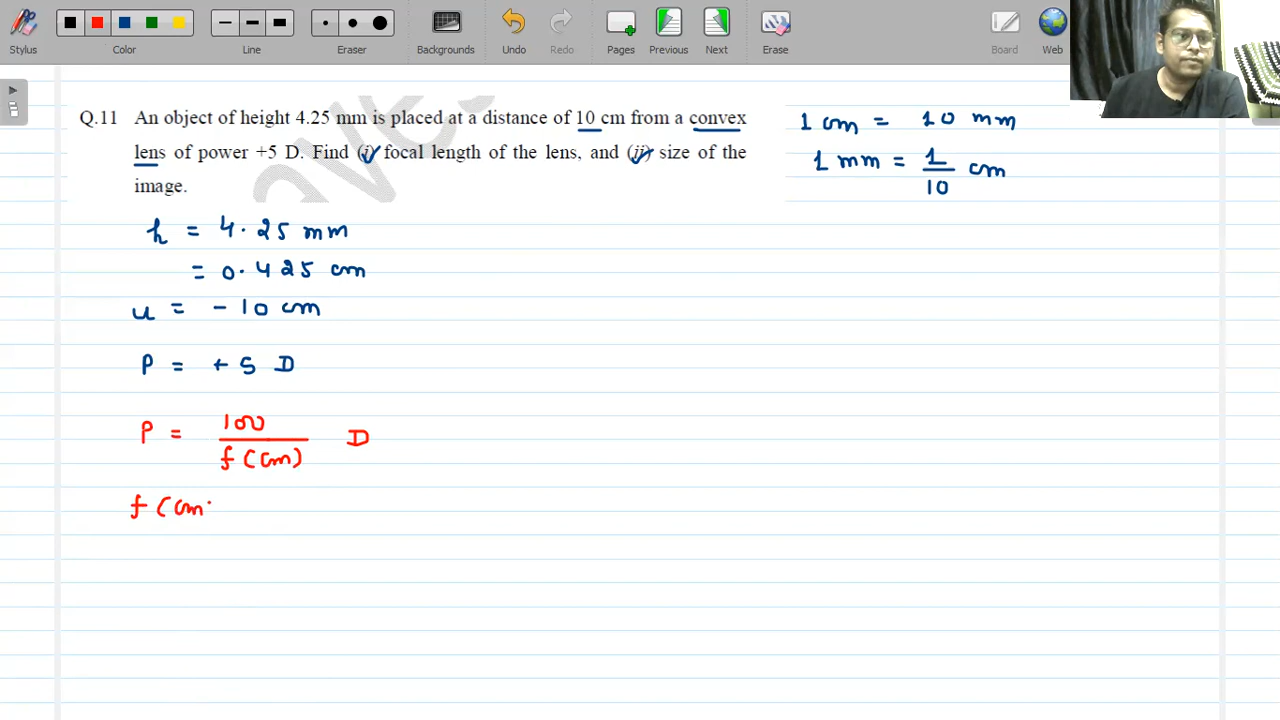 Stylus
Color
Line
Eraser
Backgrounds
Undo
Redo
Pages
Previous
Next
Erase
Board
Web
Q.11 An object of height 4.25 mm is placed at a distance of 10 cm from a convex
lens of power +5 D. Find (i) focal length of the lens, and (ii) size of the
image.
1 cm = 10 mm
1 mm = 1/10 cm
h = 4.25 mm
= 0.425 cm
u = - 10 cm
P = + 5 D
P = 100/f (cm) D
f (cm